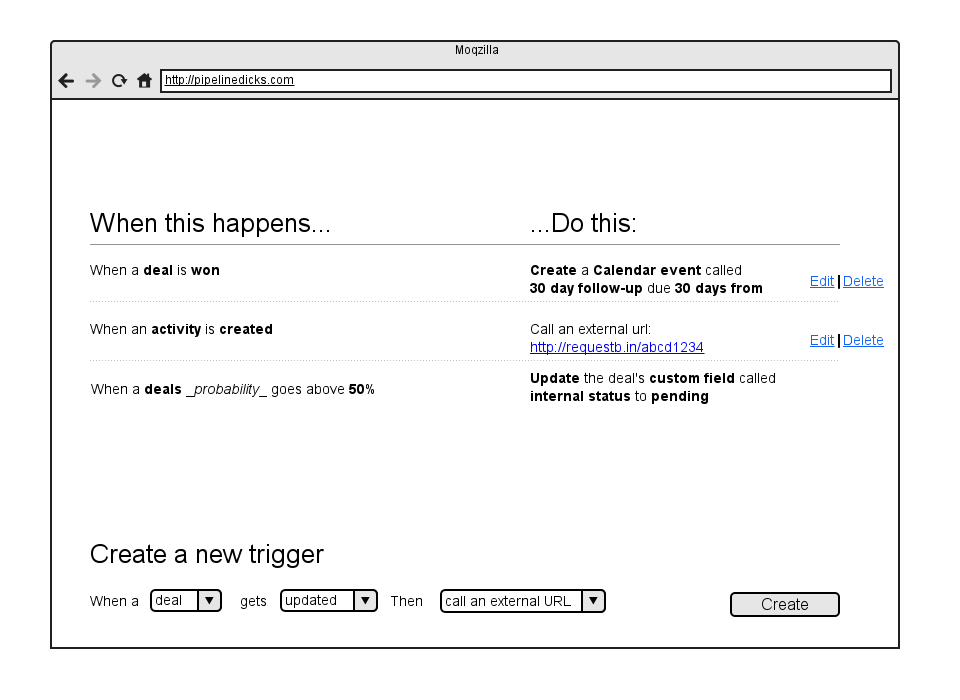 Moqzilla
http://pipelinedicks.com
When this happens... ...Do this:
When a deal is won
Create a Calendar event called
30 day follow-up due 30 days from
Edit | Delete
When an activity is created
Call an external url:
http://requestb.in/abcd1234
Edit | Delete
When a deals _probability_ goes above 50%
Update the deal's custom field called
internal status to pending
Create a new trigger
When a deal gets updated Then call an external URL Create